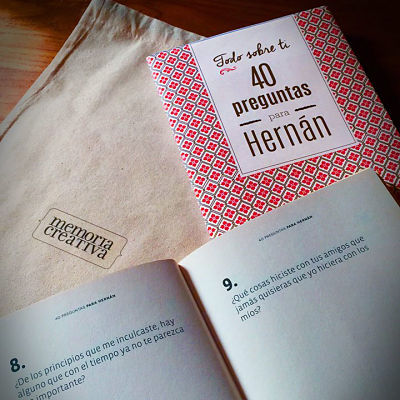 Todo sobre ti
40
preguntas
para
Hernán
memoria
creativa
40 PREGUNTAS PARA HERNÁN
8.
¿De los principios que me inculcaste, hay
alguno que con el tiempo ya no te parezca
importante?
40 PREGUNTAS PARA HERNÁN
9.
¿Qué cosas hiciste con tus amigos que
jamás quisieras que yo hiciera con los
míos?